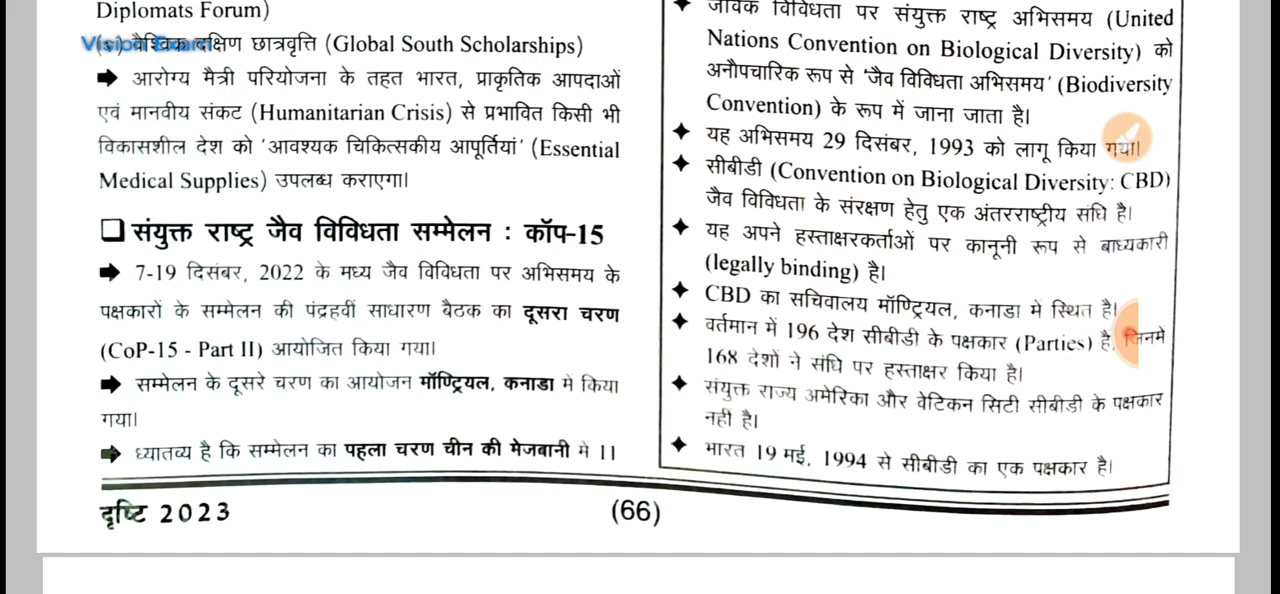 Diplomats Forum)
(s) वैश्विक दक्षिण छात्रवृत्ति (Global South Scholarships)
Vision Exam
➡ आरोग्य मैत्री परियोजना के तहत भारत, प्राकृतिक आपदाओं
एवं मानवीय संकट (Humanitarian Crisis) से प्रभावित किसी भी
विकासशील देश को 'आवश्यक चिकित्सकीय आपूर्तियां' (Essential
Medical Supplies) उपलब्ध कराएगा।
❑ संयुक्त राष्ट्र जैव विविधता सम्मेलन : कॉप-15
➡ 7-19 दिसंबर, 2022 के मध्य जैव विविधता पर अभिसमय के
पक्षकारों के सम्मेलन की पंद्रहवीं साधारण बैठक का दूसरा चरण
(CoP-15 - Part II) आयोजित किया गया।
➡ सम्मेलन के दूसरे चरण का आयोजन मॉण्ट्रियल, कनाडा में किया
गया।
➡ ध्यातव्य है कि सम्मेलन का पहला चरण चीन की मेजबानी में 11
✦ जैविक विविधता पर संयुक्त राष्ट्र अभिसमय (United
Nations Convention on Biological Diversity) को
अनौपचारिक रूप से 'जैव विविधता अभिसमय' (Biodiversity
Convention) के रूप में जाना जाता है।
✦ यह अभिसमय 29 दिसंबर, 1993 को लागू किया गया।
✦ सीबीडी (Convention on Biological Diversity: CBD)
जैव विविधता के संरक्षण हेतु एक अंतरराष्ट्रीय संधि है।
✦ यह अपने हस्ताक्षरकर्ताओं पर कानूनी रूप से बाध्यकारी
(legally binding) है।
✦ CBD का सचिवालय मॉण्ट्रियल, कनाडा में स्थित है।
✦ वर्तमान में 196 देश सीबीडी के पक्षकार (Parties) है, जिनमें
168 देशों ने संधि पर हस्ताक्षर किया है।
✦ संयुक्त राज्य अमेरिका और वेटिकन सिटी सीबीडी के पक्षकार
नहीं है।
✦ भारत 19 मई, 1994 से सीबीडी का एक पक्षकार है।
दृष्टि 2023
(66)